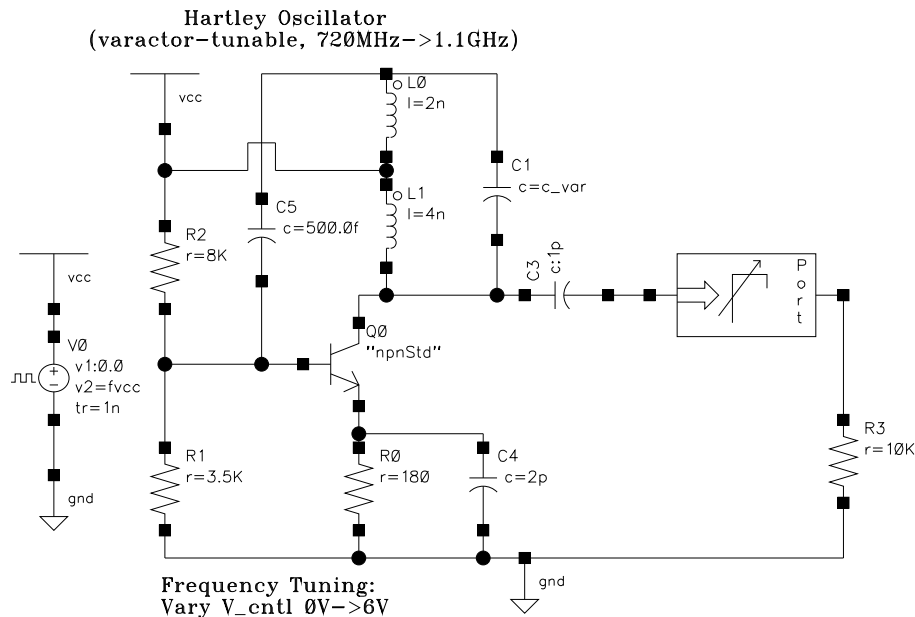 Hartley Oscillator
(varactor-tunable, 720MHz->1.1GHz)
vcc
L0
l=2n
C1
c=c_var
L1
l=4n
C5
c=500.0f
R2
r=8K
vcc
C3
c:1p
Port
Q0
"npnStd"
V0
v1:0.0
v2=fvcc
tr=1n
R1
r=3.5K
R0
r=180
C4
c=2p
R3
r=10K
gnd
gnd
Frequency Tuning:
Vary V_cntl 0V->6V